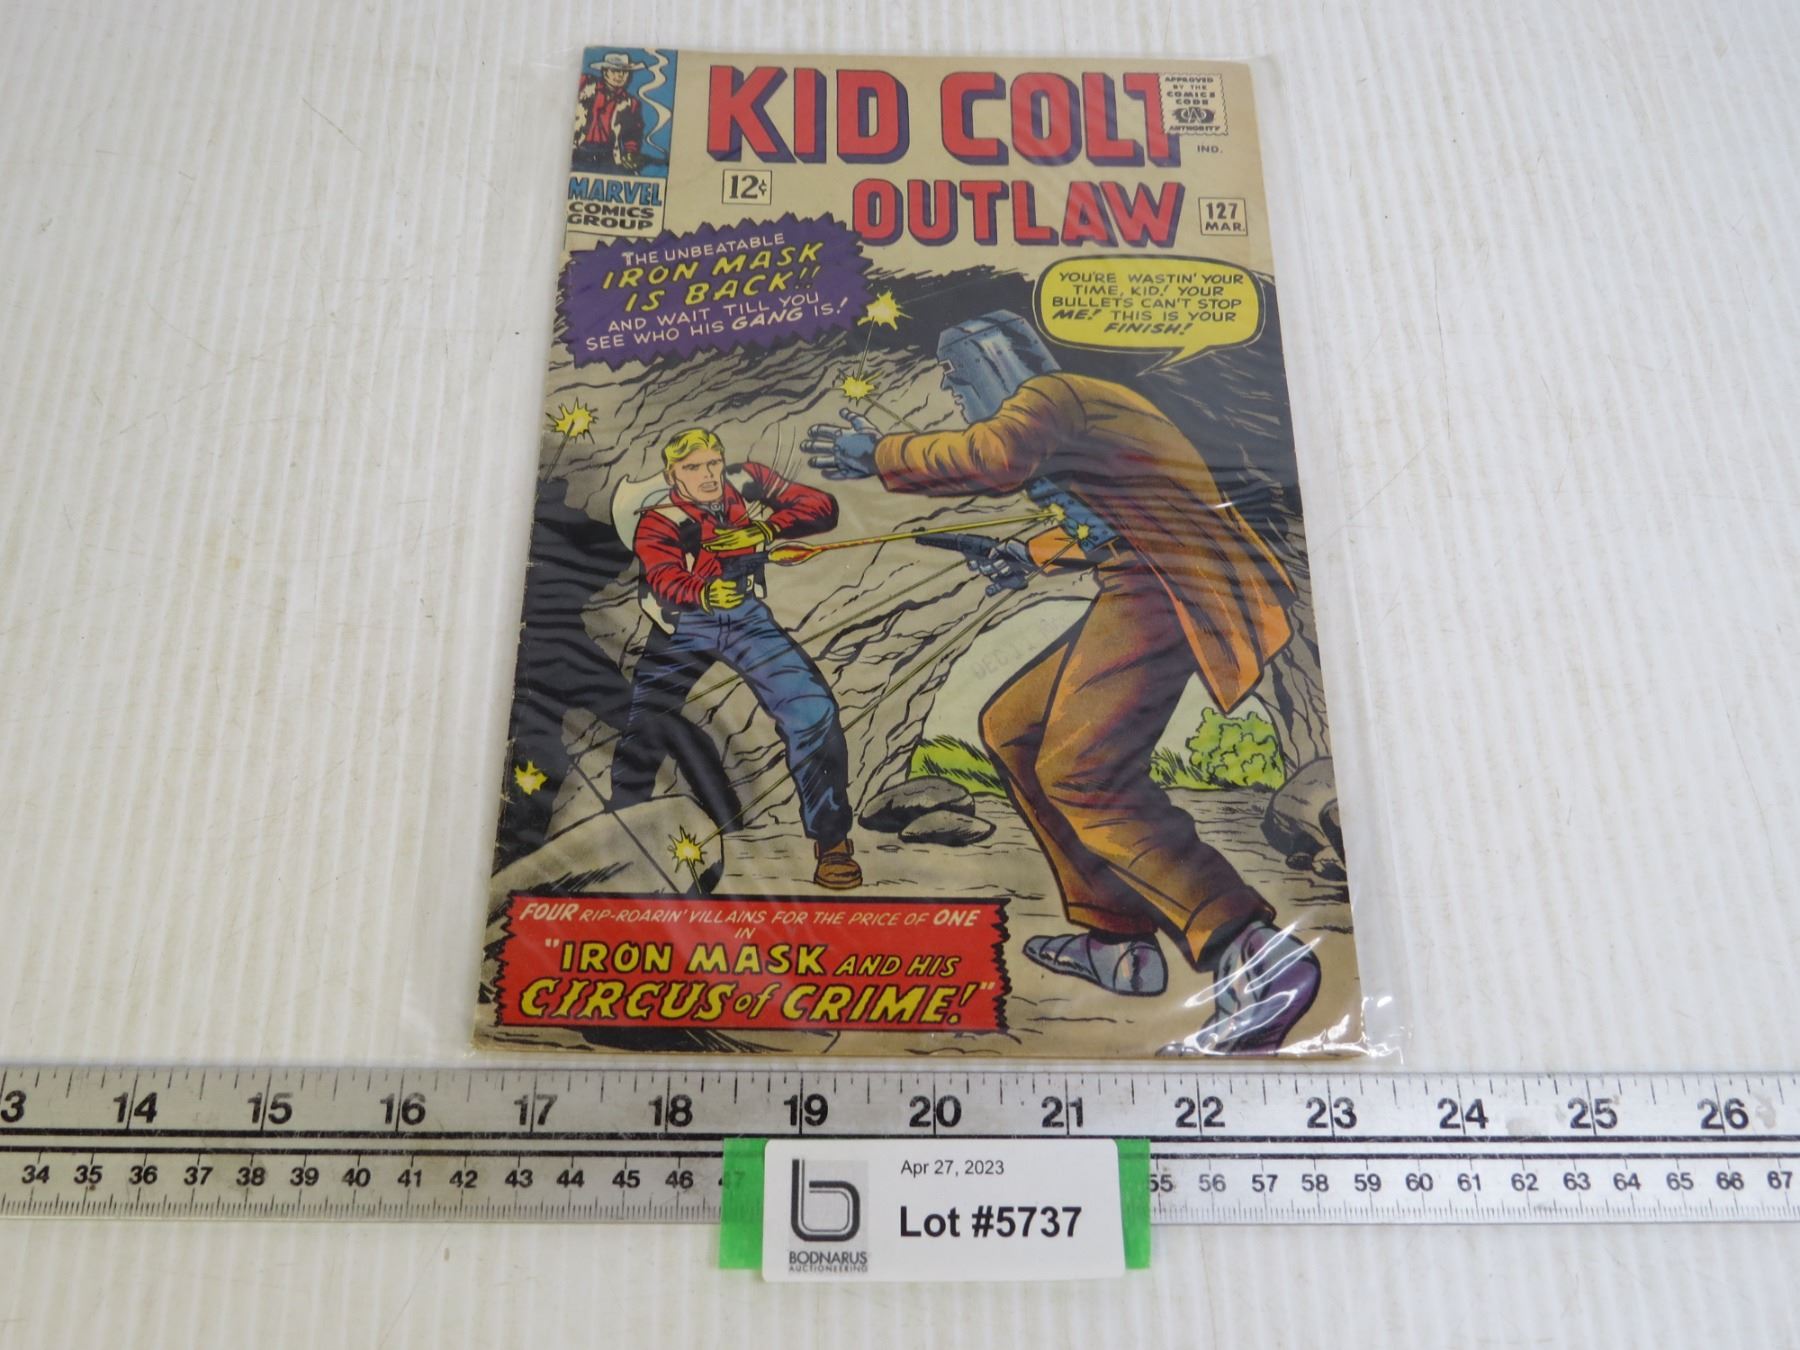 KID COLT
OUTLAW
APPROVED
BY THE
COMICS
CODE
CA
AUTHORITY
IND.
MARVEL
COMICS
GROUP
12¢
127
MAR.
THE UNBEATABLE
IRON MASK
IS BACK!!
AND WAIT TILL YOU
SEE WHO HIS GANG IS!
YOU'RE WASTIN' YOUR
TIME, KID! YOUR
BULLETS CAN'T STOP
ME! THIS IS YOUR
FINISH!
FOUR RIP-ROARIN' VILLAINS FOR THE PRICE OF ONE
IN
"IRON MASK AND HIS
CIRCUS of CRIME!"
3 14 15 16 17 18 19 20 21 22 23 24 25 26
34 35 36 37 38 39 40 41 42 43 44 45 46 47 55 56 57 58 59 60 61 62 63 64 65 66 67
Apr 27, 2023
Lot #5737
b
BODNARUS
AUCTIONEERING